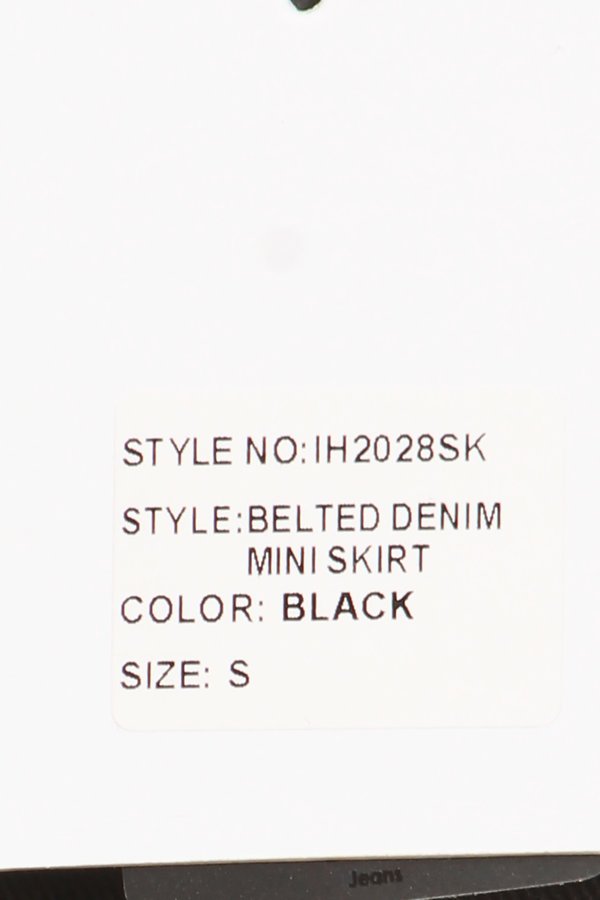 STYLE NO:IH2028SK
STYLE:BELTED DENIM
MINI SKIRT
COLOR: BLACK
SIZE: S
Jeans